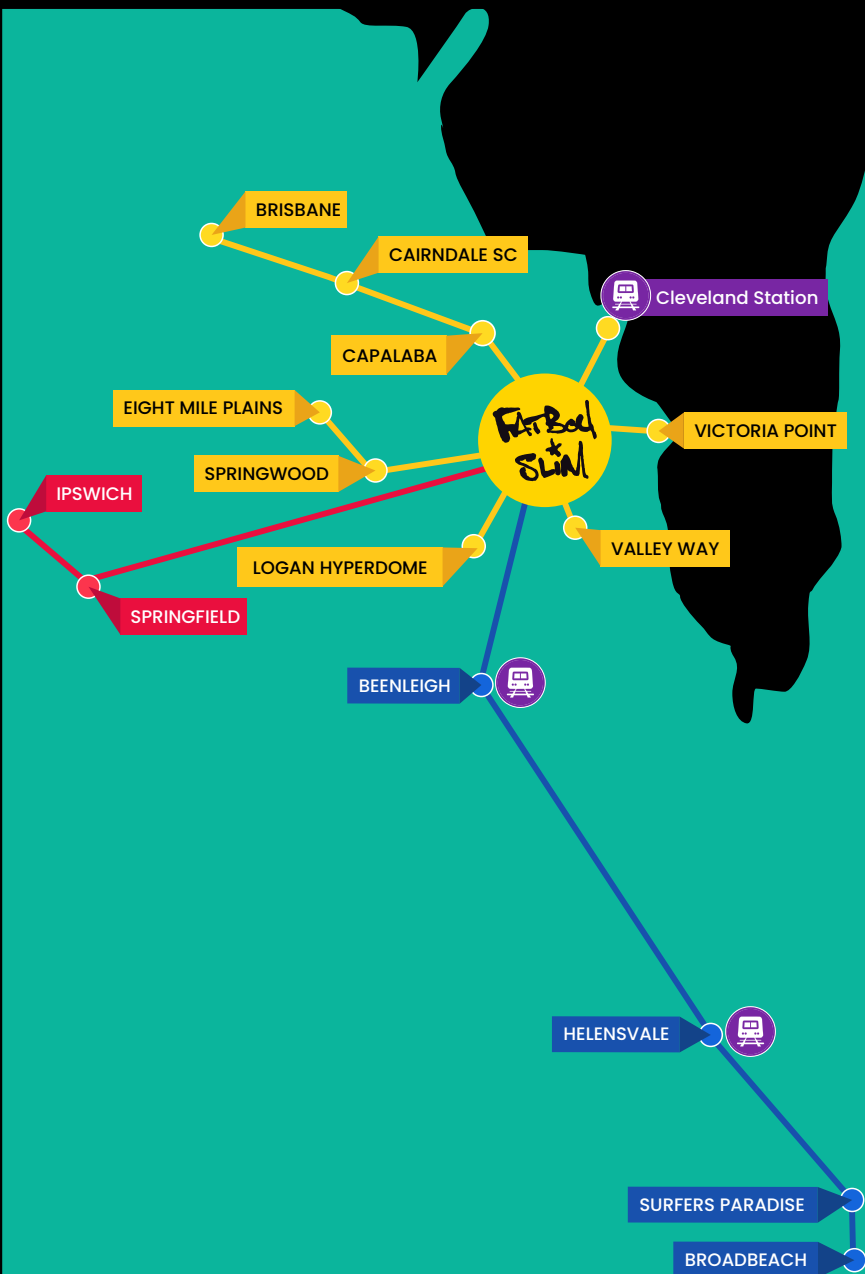 BRISBANE
CAIRNDALE SC
Cleveland Station
CAPALABA
EIGHT MILE PLAINS
FATBOY
SLIM
VICTORIA POINT
SPRINGWOOD
IPSWICH
VALLEY WAY
LOGAN HYPERDOME
SPRINGFIELD
BEENLEIGH
HELENSVALE
SURFERS PARADISE
BROADBEACH